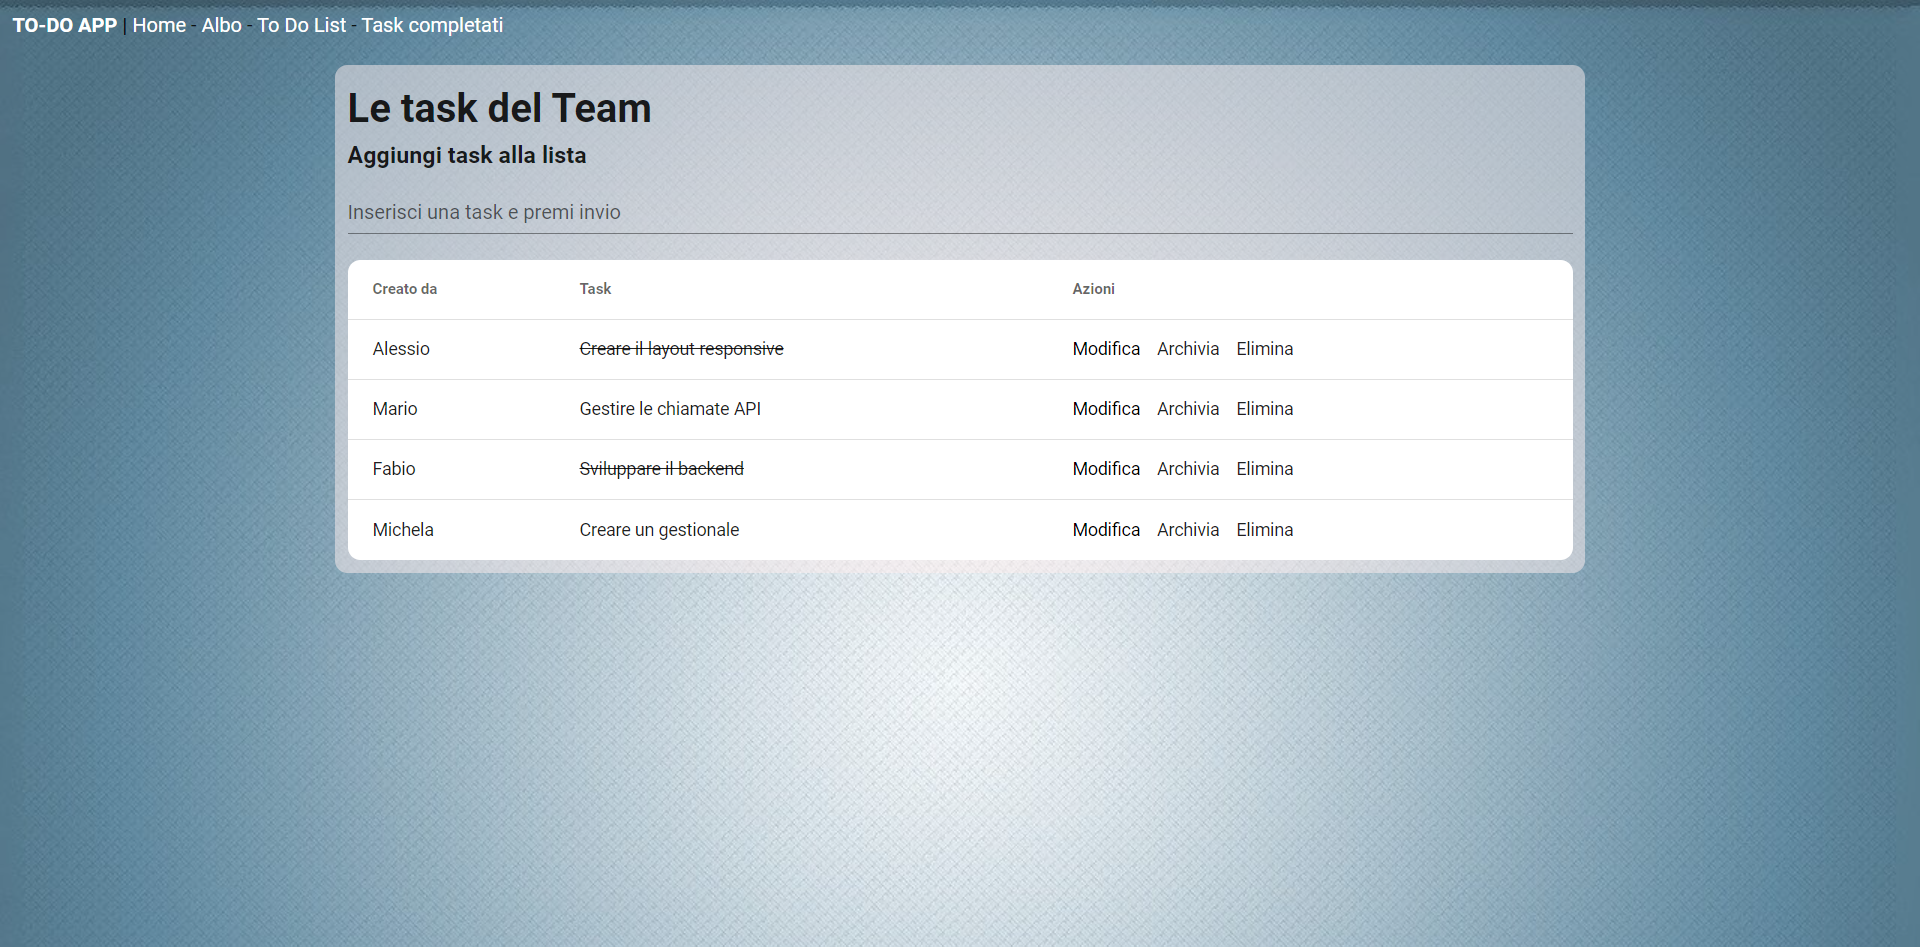 TO-DO APP | Home - Albo - To Do List - Task completati
Le task del Team
Aggiungi task alla lista
Inserisci una task e premi invio
Creato da Task Azioni
Alessio Creare il layout responsive Modifica Archivia Elimina
Mario Gestire le chiamate API Modifica Archivia Elimina
Fabio Sviluppare il backend Modifica Archivia Elimina
Michela Creare un gestionale Modifica Archivia Elimina